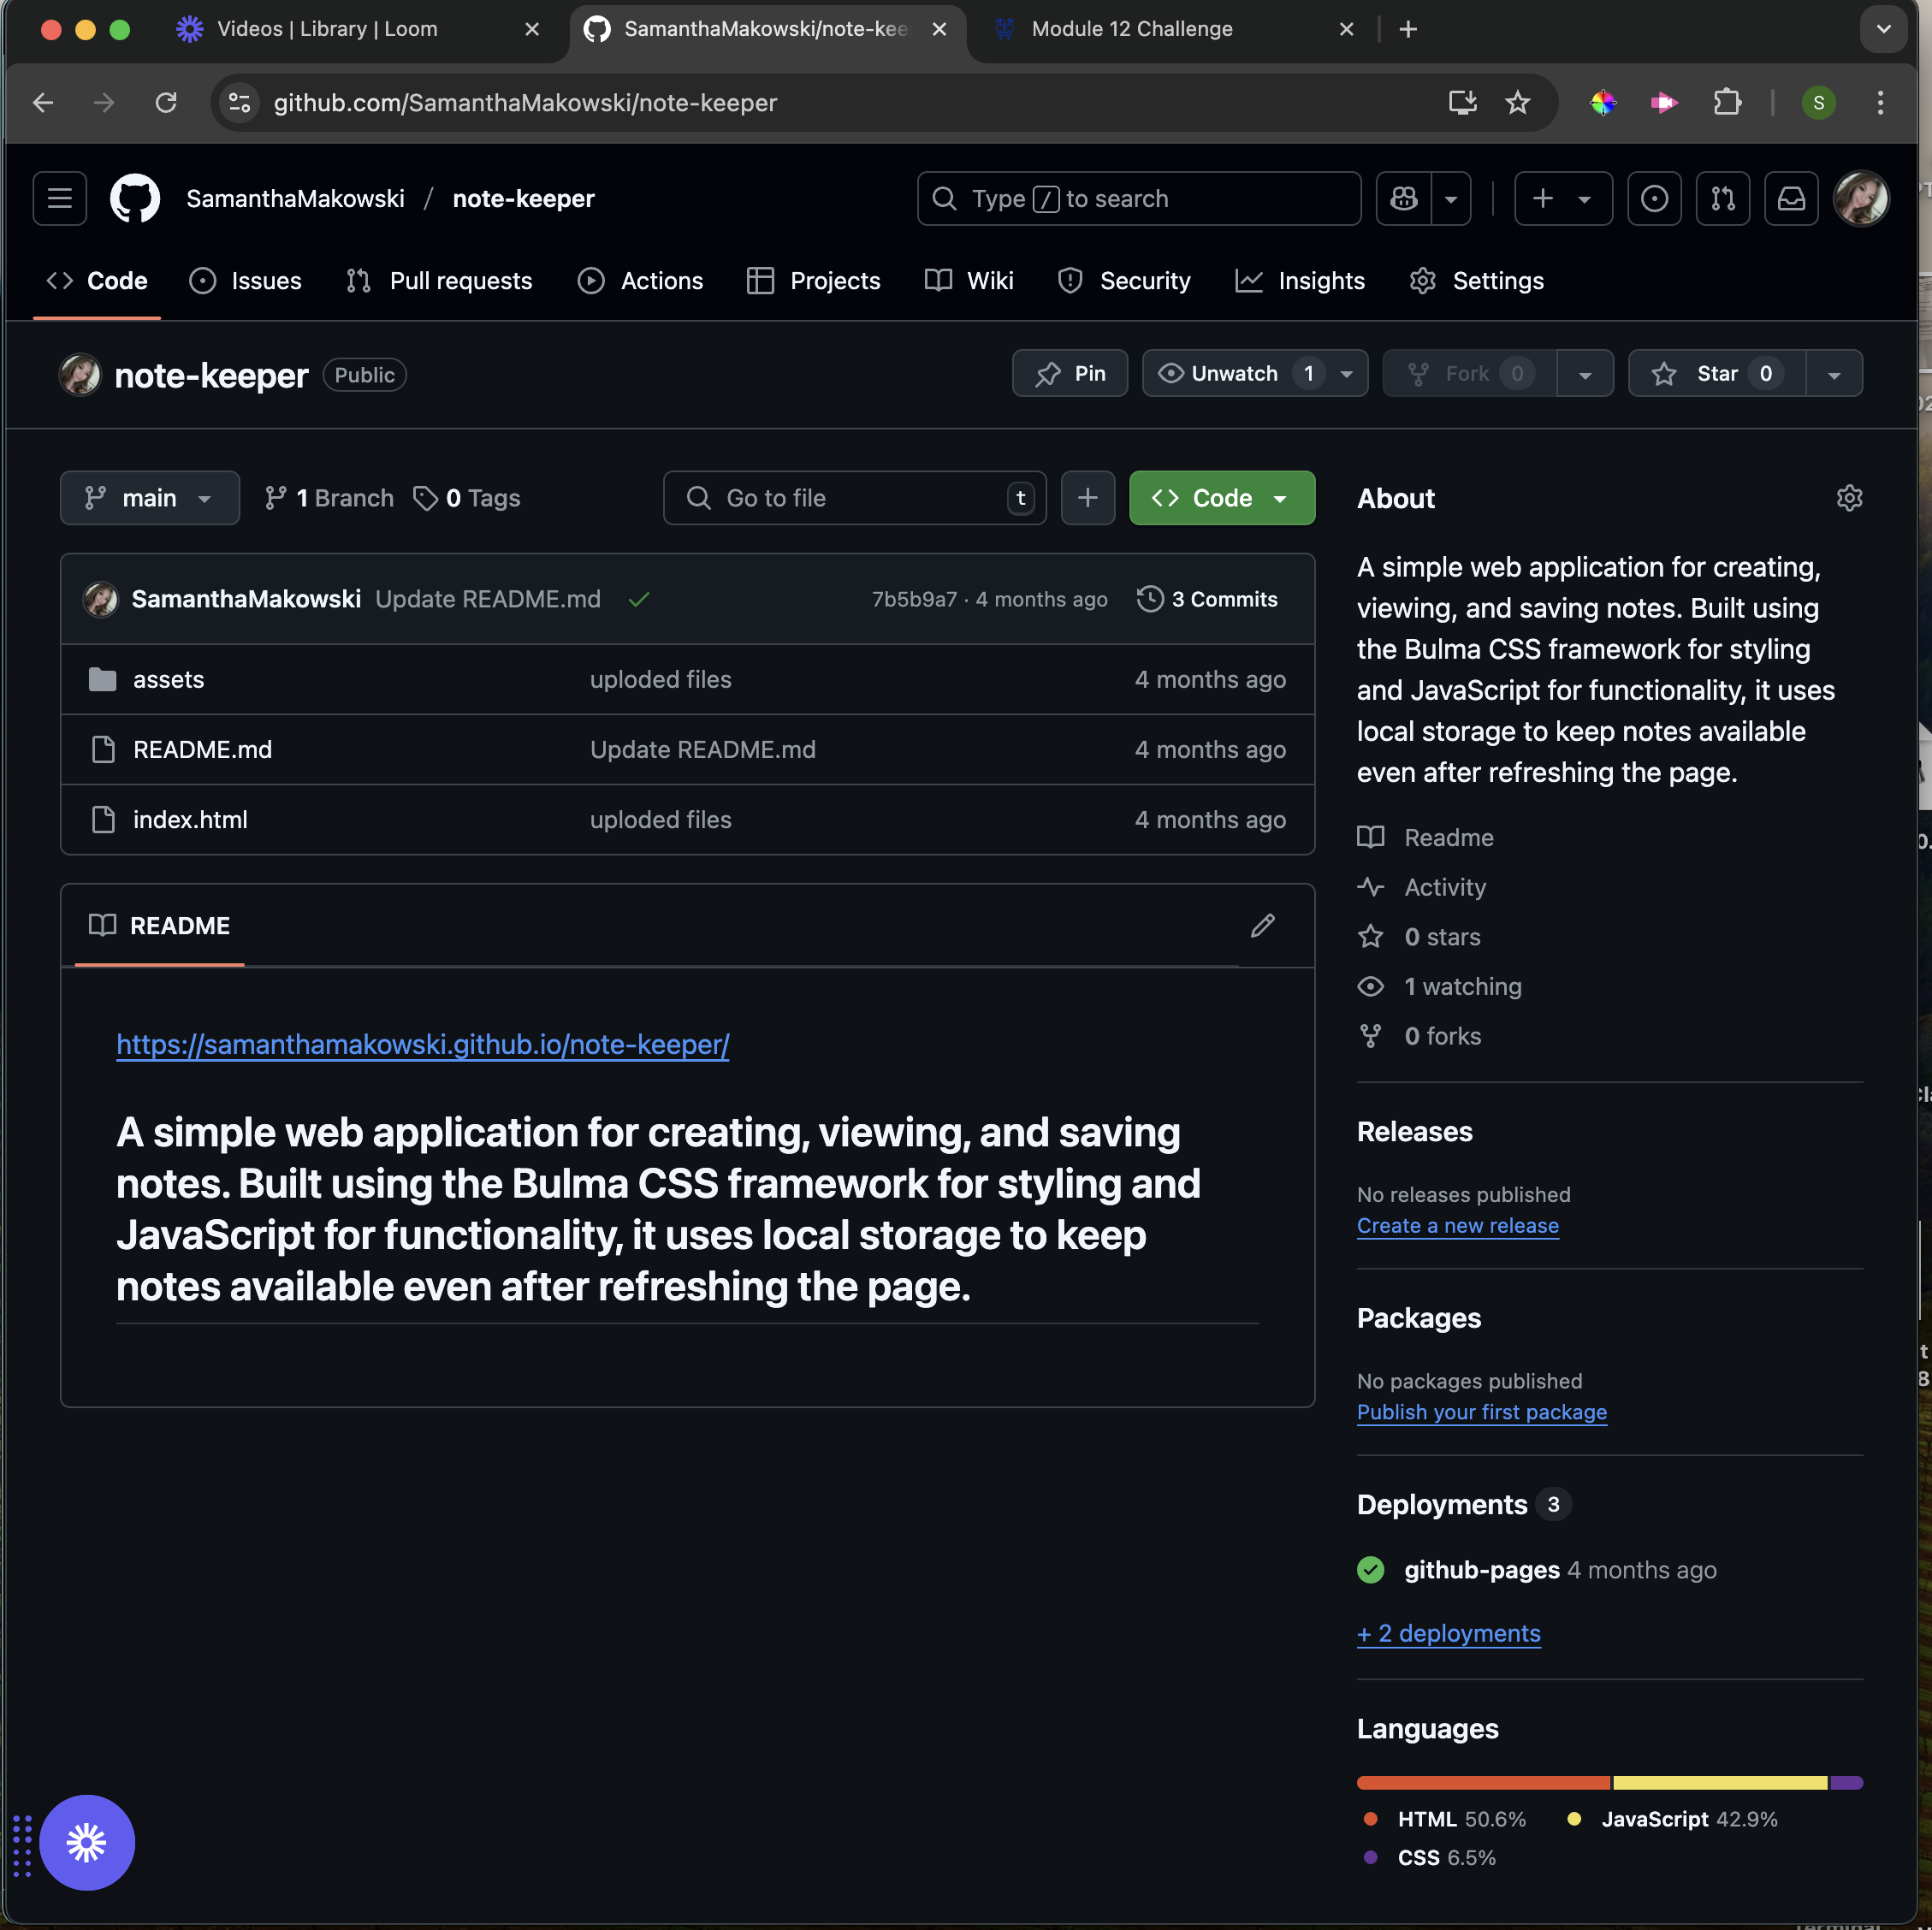 Videos | Library | Loom
SamanthaMakowski/note-kee
Module 12 Challenge
github.com/SamanthaMakowski/note-keeper
S
SamanthaMakowski / note-keeper
Type / to search
Code
Issues
Pull requests
Actions
Projects
Wiki
Security
Insights
Settings
note-keeper Public
Pin
Unwatch 1
Fork 0
Star 0
main
1 Branch
0 Tags
Go to file t
Code
SamanthaMakowski Update README.md
7b5b9a7 · 4 months ago
3 Commits
assets uploded files 4 months ago
README.md Update README.md 4 months ago
index.html uploded files 4 months ago
README
https://samanthamakowski.github.io/note-keeper/
A simple web application for creating, viewing, and saving
notes. Built using the Bulma CSS framework for styling and
JavaScript for functionality, it uses local storage to keep
notes available even after refreshing the page.
About
A simple web application for creating,
viewing, and saving notes. Built using
the Bulma CSS framework for styling
and JavaScript for functionality, it uses
local storage to keep notes available
even after refreshing the page.
Readme
Activity
0 stars
1 watching
0 forks
Releases
No releases published
Create a new release
Packages
No packages published
Publish your first package
Deployments 3
github-pages 4 months ago
+ 2 deployments
Languages
HTML 50.6%
JavaScript 42.9%
CSS 6.5%